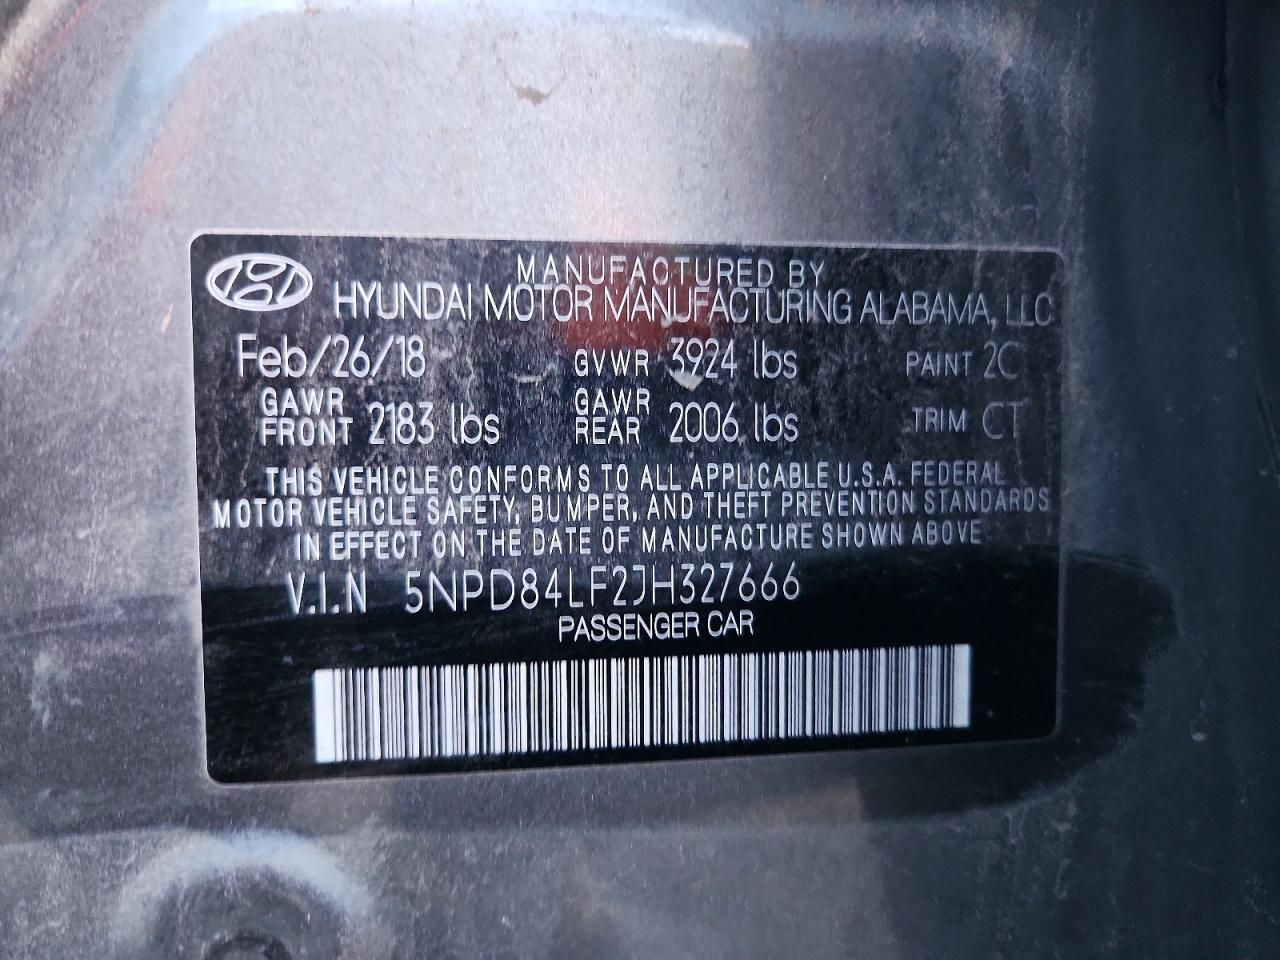 MANUFACTURED BY
HYUNDAI MOTOR MANUFACTURING ALABAMA, LLC
Feb/26/18 GVWR 3924 lbs PAINT 2C
GAWR FRONT 2183 lbs GAWR REAR 2006 lbs TRIM CT
THIS VEHICLE CONFORMS TO ALL APPLICABLE U.S.A. FEDERAL
MOTOR VEHICLE SAFETY, BUMPER, AND THEFT PREVENTION STANDARDS
IN EFFECT ON THE DATE OF MANUFACTURE SHOWN ABOVE
V.I.N 5NPD84LF2JH327666
PASSENGER CAR